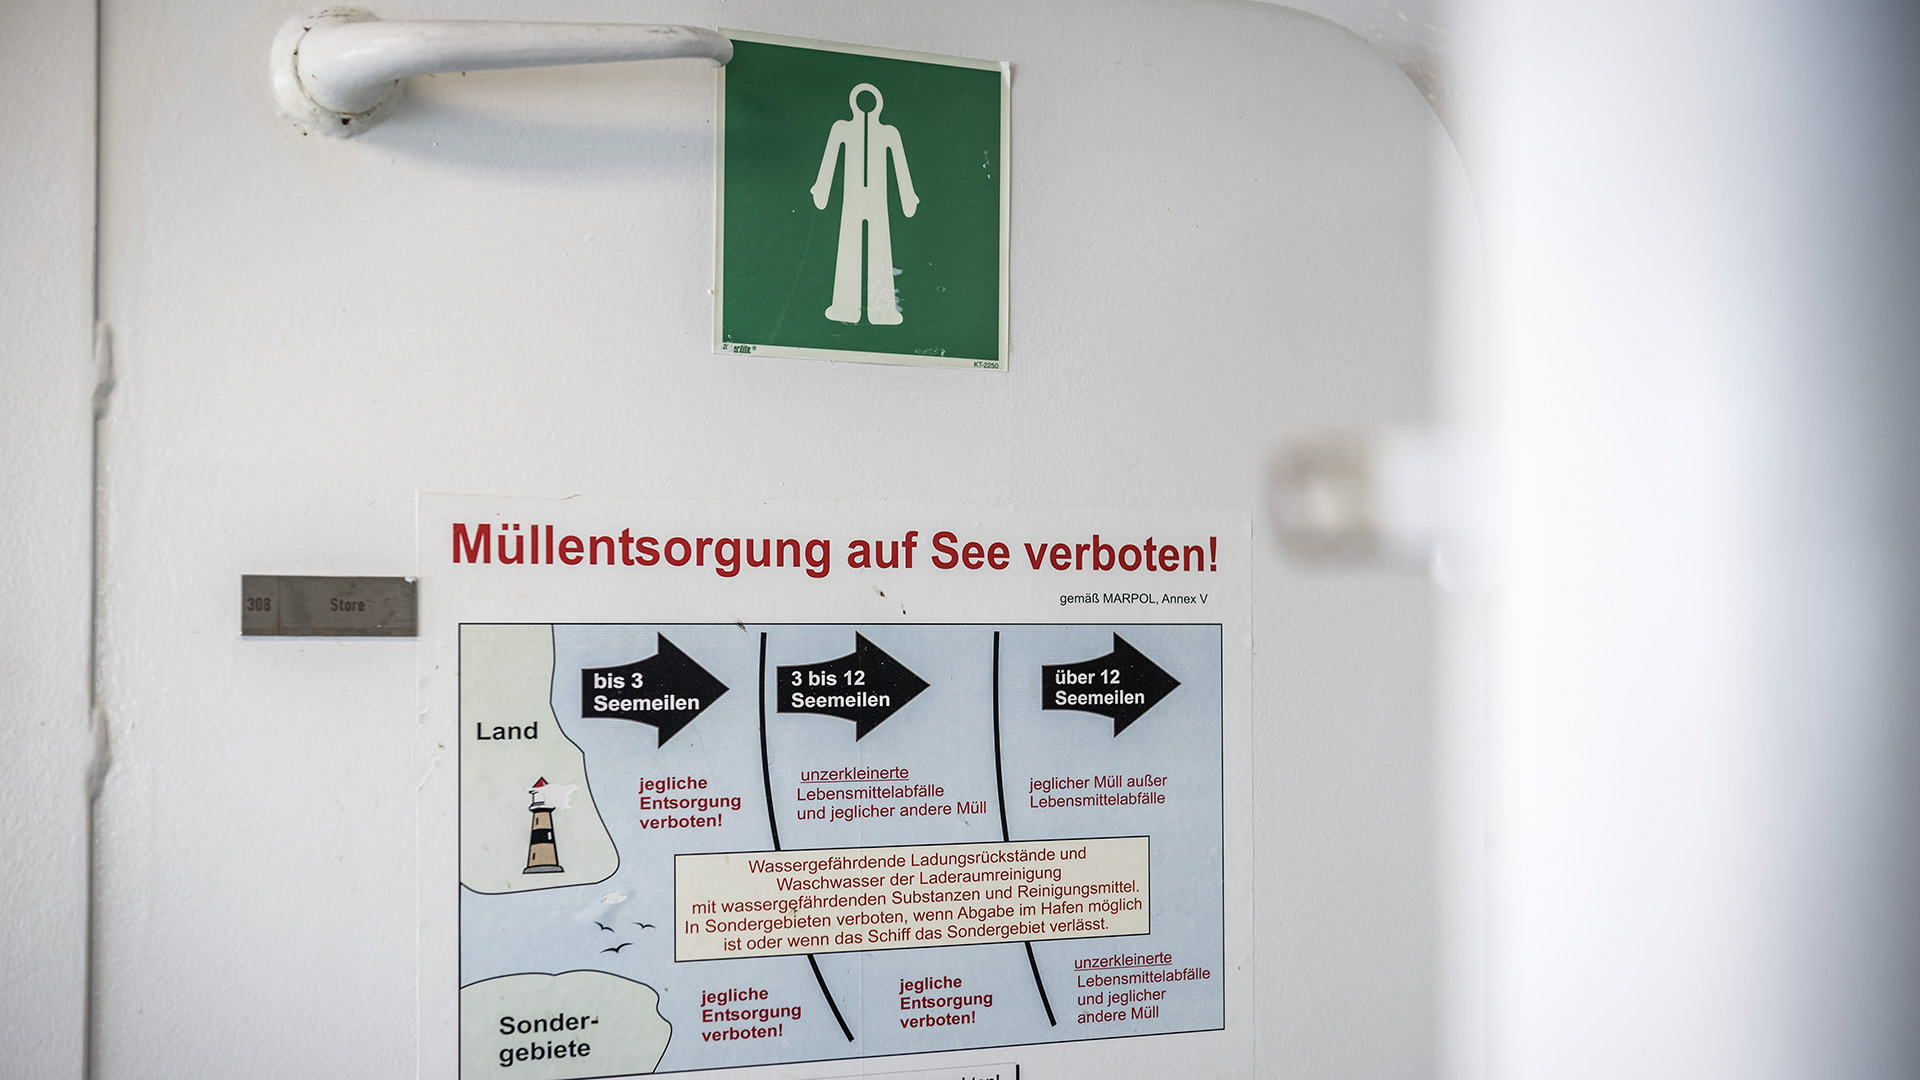 KT-2250
Müllentsorgung auf See verboten!
gemäß MARPOL, Annex V
308 Store
bis 3
Seemeilen
3 bis 12
Seemeilen
über 12
Seemeilen
Land
jegliche
Entsorgung
verboten!
unzerkleinerte
Lebensmittelabfälle
und jeglicher andere Müll
jeglicher Müll außer
Lebensmittelabfälle
Wassergefährdende Ladungsrückstände und
Waschwasser der Laderaumreinigung
mit wassergefährdenden Substanzen und Reinigungsmittel.
In Sondergebieten verboten, wenn Abgabe im Hafen möglich
ist oder wenn das Schiff das Sondergebiet verlässt.
Sonder-
gebiete
jegliche
Entsorgung
verboten!
jegliche
Entsorgung
verboten!
unzerkleinerte
Lebensmittelabfälle
und jeglicher
andere Müll